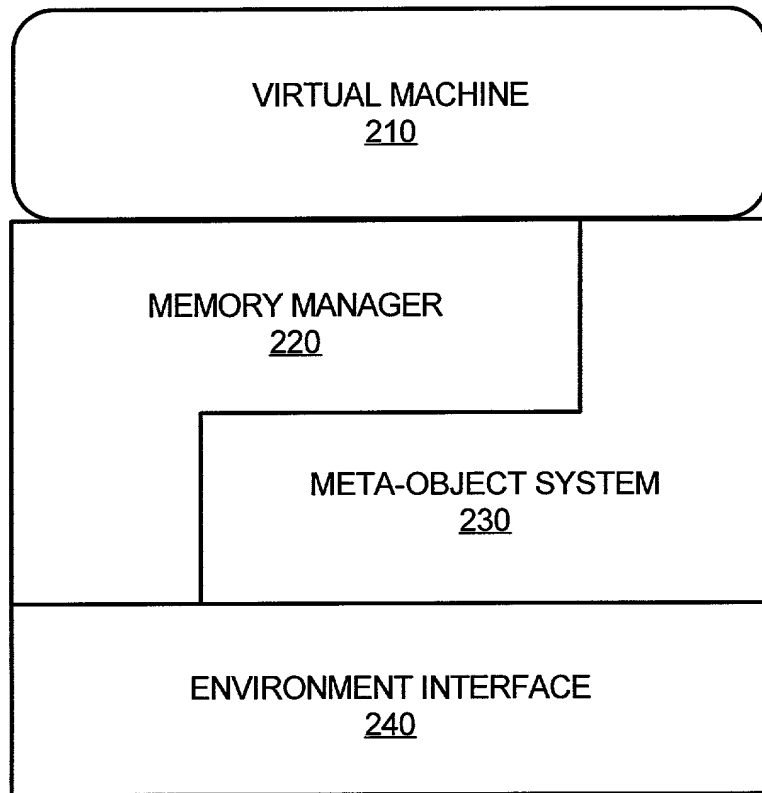 VIRTUAL MACHINE
210
MEMORY MANAGER
220
META-OBJECT SYSTEM
230
ENVIRONMENT INTERFACE
240